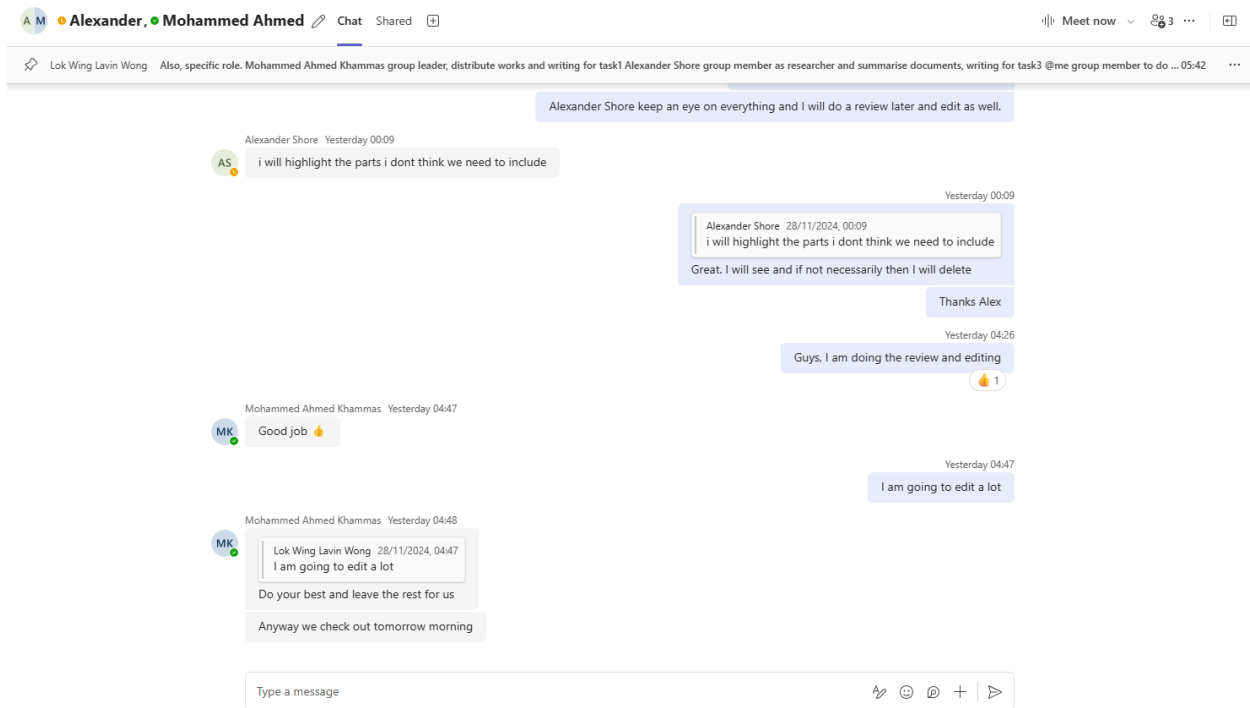 A M Alexander, Mohammed Ahmed Chat Shared Meet now 3
Lok Wing Lavin Wong Also, specific role. Mohammed Ahmed Khammas group leader, distribute works and writing for task1 Alexander Shore group member as researcher and summarise documents, writing for task3 @me group member to do ... 05:42
Alexander Shore keep an eye on everything and I will do a review later and edit as well.
Alexander Shore Yesterday 00:09
AS
i will highlight the parts i dont think we need to include
Yesterday 00:09
Alexander Shore 28/11/2024, 00:09
i will highlight the parts i dont think we need to include
Great. I will see and if not necessarily then I will delete
Thanks Alex
Yesterday 04:26
Guys, I am doing the review and editing
👍 1
Mohammed Ahmed Khammas Yesterday 04:47
MK
Good job 👍
Yesterday 04:47
I am going to edit a lot
Mohammed Ahmed Khammas Yesterday 04:48
MK
Lok Wing Lavin Wong 28/11/2024, 04:47
I am going to edit a lot
Do your best and leave the rest for us
Anyway we check out tomorrow morning
Type a message